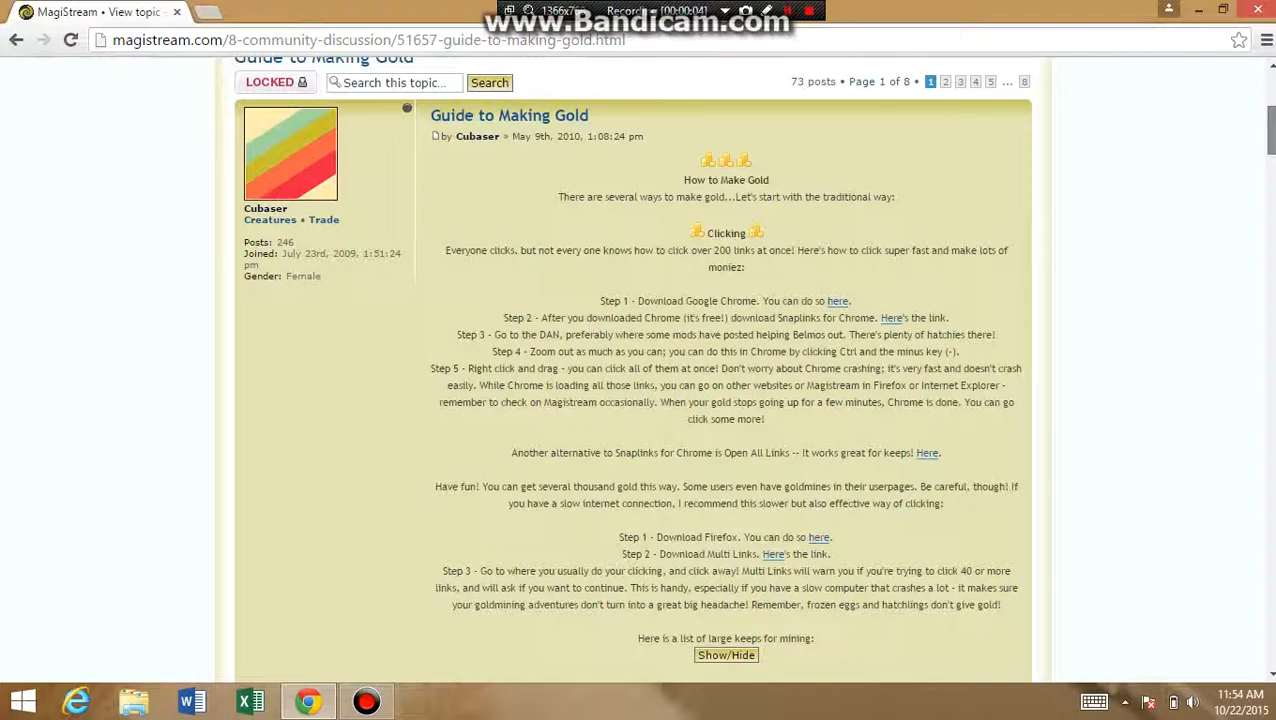 MagiStream • View topic -
1366x768 Recording [00:00:04]
www.Bandicam.com
magistream.com/8-community-discussion/51657-guide-to-making-gold.html
Guide to Making Gold
LOCKED
Search this topic...
Search
73 posts • Page 1 of 8 • 1 2 3 4 5 ... 8
Guide to Making Gold
by Cubaser » May 9th, 2010, 1:08:24 pm
Cubaser
Creatures • Trade
Posts: 246
Joined: July 23rd, 2009, 1:51:24
pm
Gender: Female
How to Make Gold
There are several ways to make gold...Let's start with the traditional way:
Clicking
Everyone clicks, but not every one knows how to click over 200 links at once! Here's how to click super fast and make lots of
moniez:
Step 1 - Download Google Chrome. You can do so here.
Step 2 - After you downloaded Chrome (it's free!) download Snaplinks for Chrome. Here's the link.
Step 3 - Go to the DAN, preferably where some mods have posted helping Belmos out. There's plenty of hatchies there!
Step 4 - Zoom out as much as you can; you can do this in Chrome by clicking Ctrl and the minus key (-).
Step 5 - Right click and drag - you can click all of them at once! Don't worry about Chrome crashing; it's very fast and doesn't crash
easily. While Chrome is loading all those links, you can go on other websites or Magistream in Firefox or Internet Explorer -
remember to check on Magistream occasionally. When your gold stops going up for a few minutes, Chrome is done. You can go
click some more!
Another alternative to Snaplinks for Chrome is Open All Links -- It works great for keeps! Here.
Have fun! You can get several thousand gold this way. Some users even have goldmines in their userpages. Be careful, though! If
you have a slow internet connection, I recommend this slower but also effective way of clicking:
Step 1 - Download Firefox. You can do so here.
Step 2 - Download Multi Links. Here's the link.
Step 3 - Go to where you usually do your clicking, and click away! Multi Links will warn you if you're trying to click 40 or more
links, and will ask if you want to continue. This is handy, especially if you have a slow computer that crashes a lot - it makes sure
your goldmining adventures don't turn into a great big headache! Remember, frozen eggs and hatchlings don't give gold!
Here is a list of large keeps for mining:
Show/Hide
11:54 AM
10/22/2015